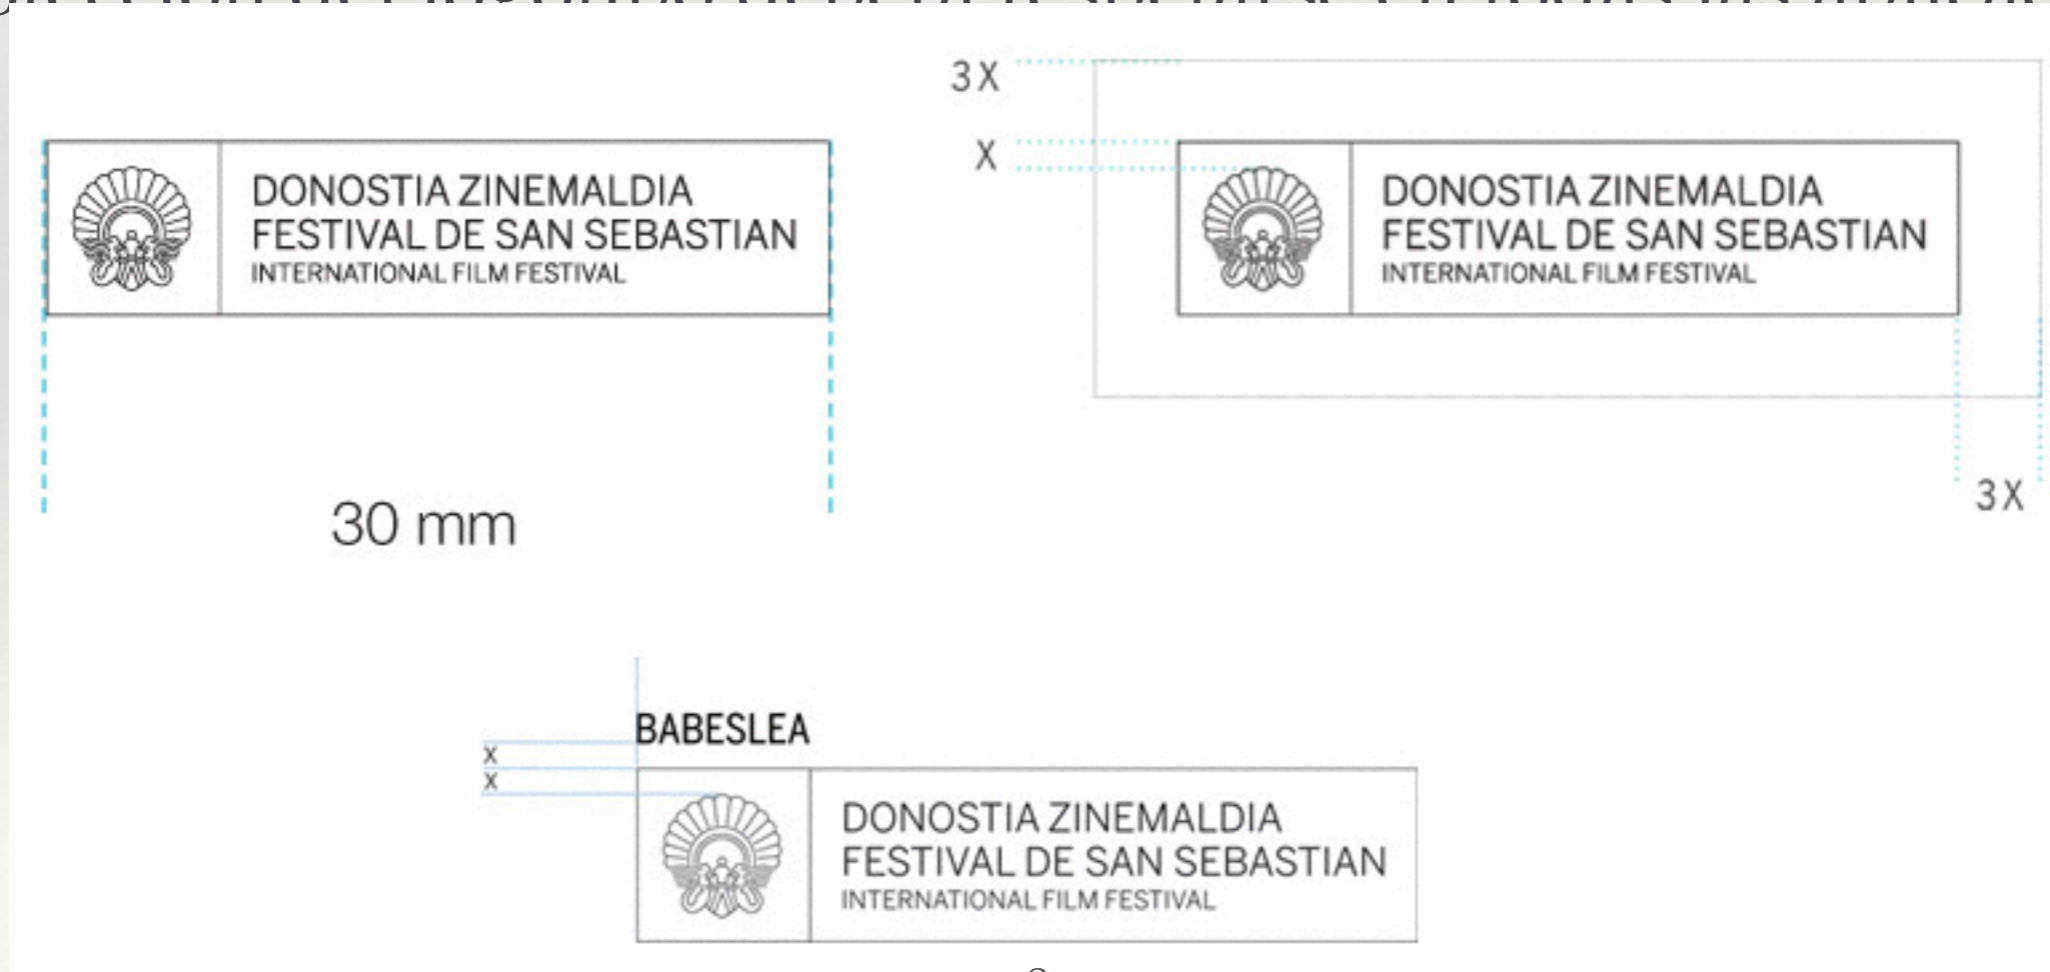 3X
X
DONOSTIA ZINEMALDIA
FESTIVAL DE SAN SEBASTIAN
INTERNATIONAL FILM FESTIVAL
DONOSTIA ZINEMALDIA
FESTIVAL DE SAN SEBASTIAN
INTERNATIONAL FILM FESTIVAL
3X
30 mm
BABESLEA
X
X
DONOSTIA ZINEMALDIA
FESTIVAL DE SAN SEBASTIAN
INTERNATIONAL FILM FESTIVAL